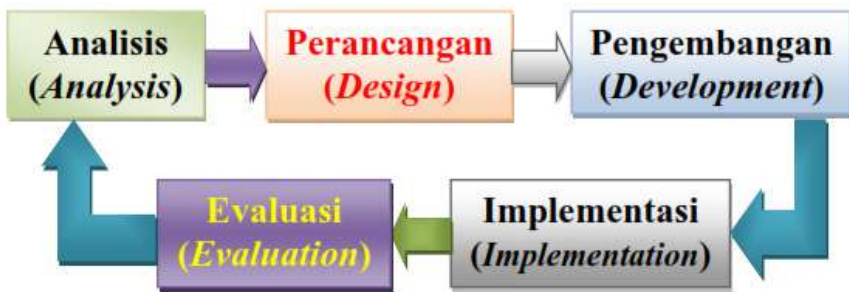 Analisis
(Analysis)
Perancangan
(Design)
Pengembangan
(Development)
Implementasi
(Implementation)
Evaluasi
(Evaluation)